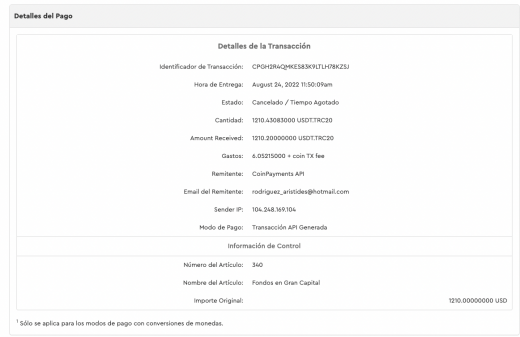 Detalles del Pago
Detalles de la Transacción
Identificador de Transacción: CPGH2R4QMKES83K9LTLH78KZSJ
Hora de Entrega: August 24, 2022 11:50:09am
Estado: Cancelado / Tiempo Agotado
Cantidad: 1210.43083000 USDT.TRC20
Amount Received: 1210.20000000 USDT.TRC20
Gastos: 6.05215000 + coin TX fee
Remitente: CoinPayments API
Email del Remitente: rodriguez_aristides@hotmail.com
Sender IP: 104.248.169.104
Modo de Pago: Transacción API Generada
Información de Control
Número del Artículo: 340
Nombre del Artículo: Fondos en Gran Capital
Importe Original: 1210.00000000 USD
1 Sólo se aplica para los modos de pago con conversiones de monedas.